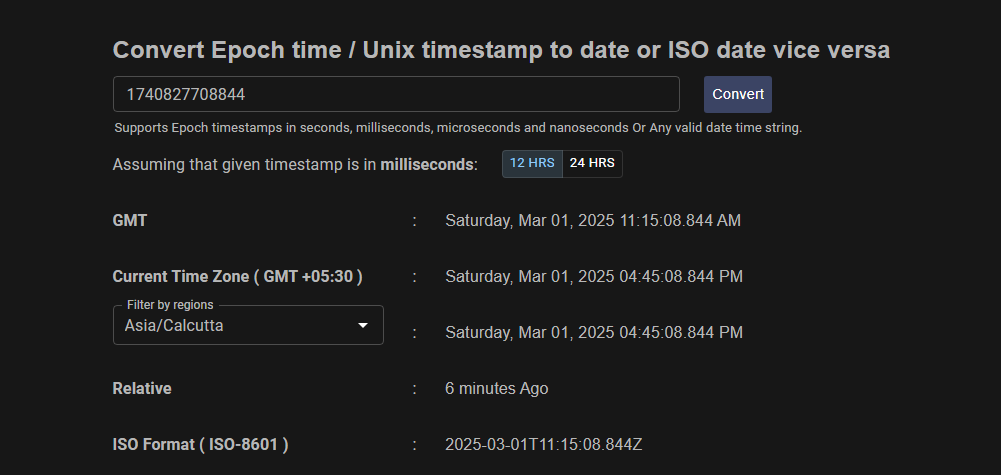 Convert Epoch time / Unix timestamp to date or ISO date vice versa
1740827708844 Convert
Supports Epoch timestamps in seconds, milliseconds, microseconds and nanoseconds Or Any valid date time string.
Assuming that given timestamp is in milliseconds: 12 HRS 24 HRS
GMT : Saturday, Mar 01, 2025 11:15:08.844 AM
Current Time Zone ( GMT +05:30 ) : Saturday, Mar 01, 2025 04:45:08.844 PM
Filter by regions
Asia/Calcutta : Saturday, Mar 01, 2025 04:45:08.844 PM
Relative : 6 minutes Ago
ISO Format ( ISO-8601 ) : 2025-03-01T11:15:08.844Z